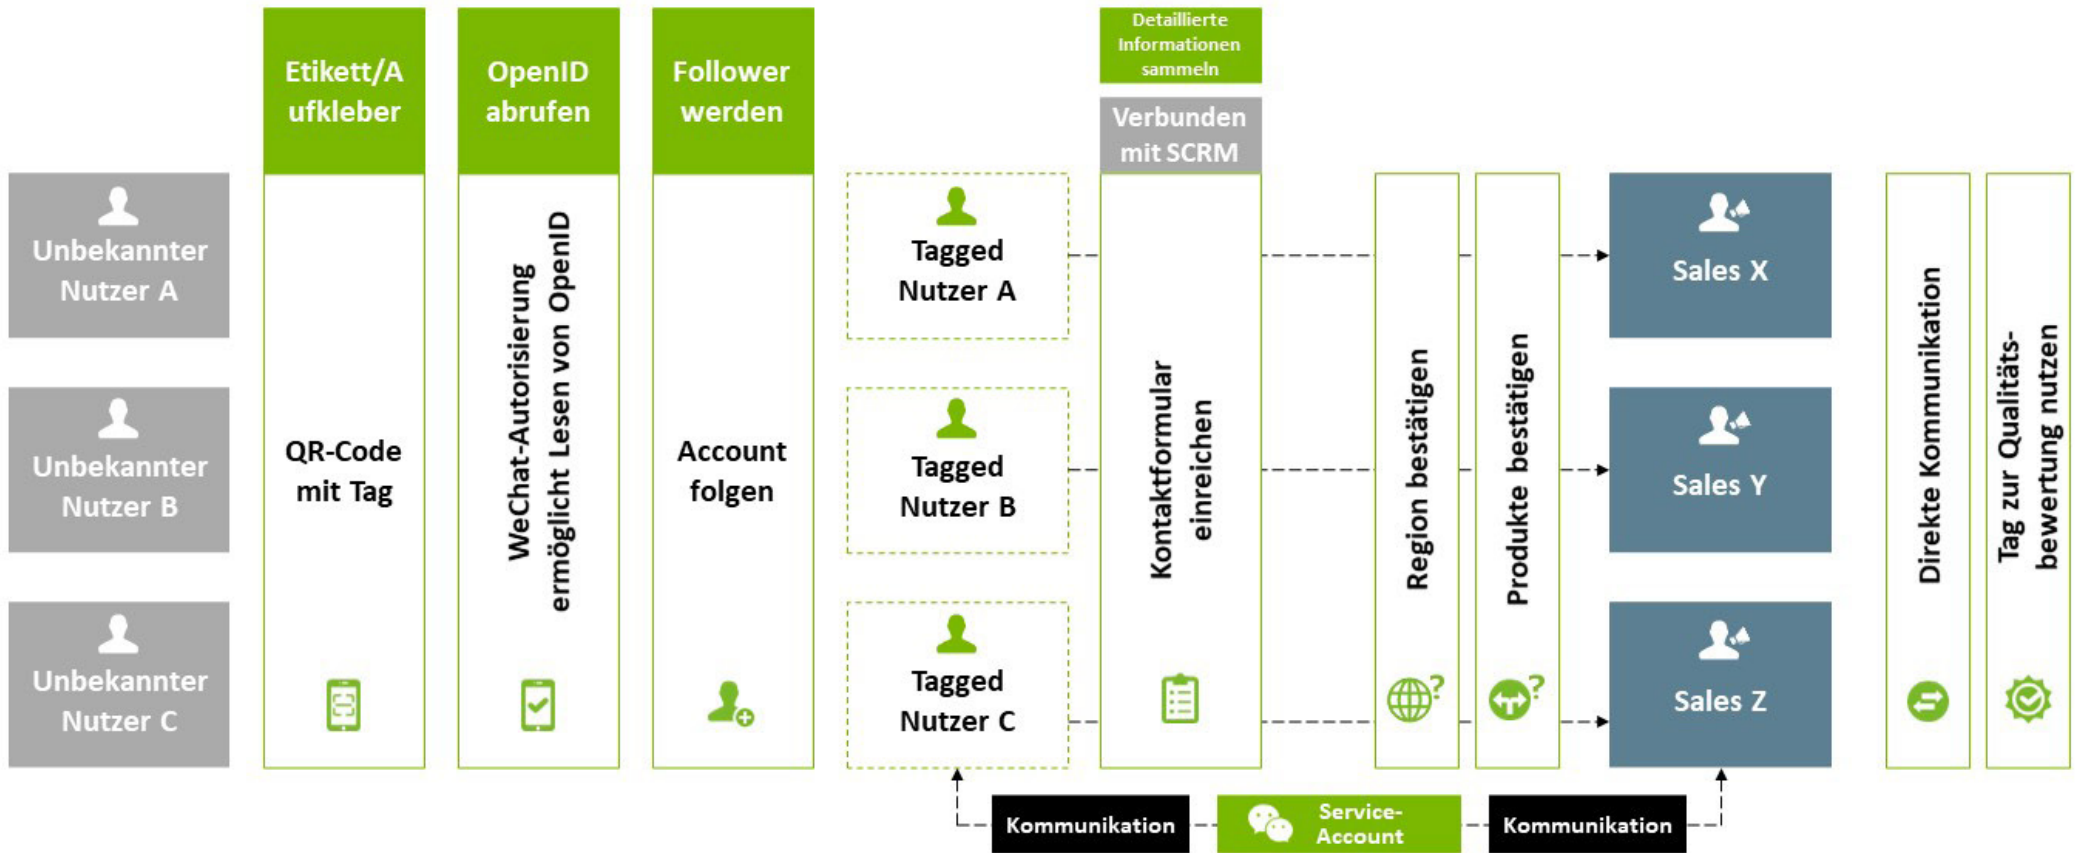 Unbekannter
Nutzer A
Unbekannter
Nutzer B
Unbekannter
Nutzer C
Etikett/A
ufkleber
QR-Code
mit Tag
OpenID
abrufen
WeChat-Autorisierung
ermöglicht Lesen von OpenID
Follower
werden
Account
folgen
Tagged
Nutzer A
Tagged
Nutzer B
Tagged
Nutzer C
Detaillierte
Informationen
sammeln
Verbunden
mit SCRM
Kontaktformular
einreichen
Region bestätigen
?
Produkte bestätigen
?
Sales X
Sales Y
Sales Z
Direkte Kommunikation
Tag zur Qualitäts-
bewertung nutzen
Kommunikation
Service-
Account
Kommunikation